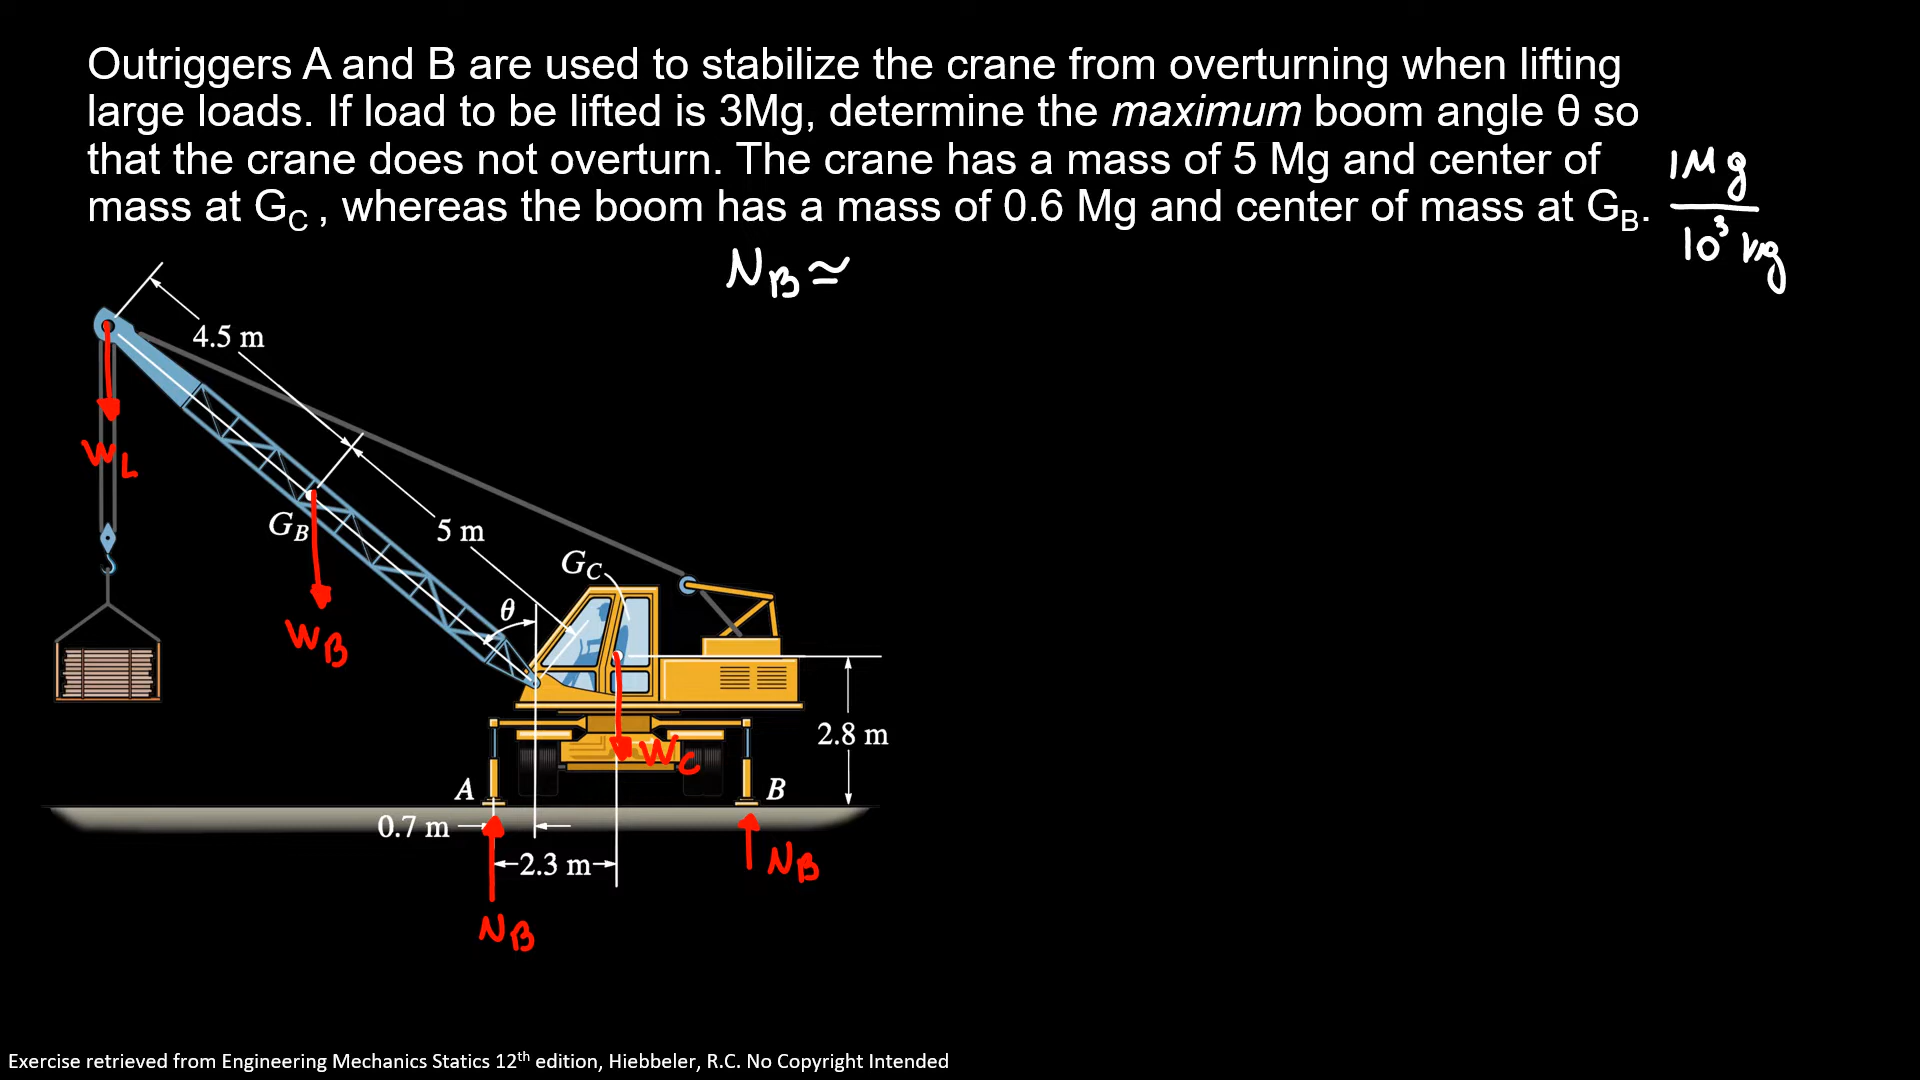 Outriggers A and B are used to stabilize the crane from overturning when lifting
large loads. If load to be lifted is 3Mg, determine the maximum boom angle θ so
that the crane does not overturn. The crane has a mass of 5 Mg and center of
mass at GC , whereas the boom has a mass of 0.6 Mg and center of mass at GB.
1Mg
10³ kg
NB ≃
4.5 m
WL
GB
5 m
GC
θ
WB
2.8 m
WC
A
B
0.7 m
2.3 m
NB
NB
Exercise retrieved from Engineering Mechanics Statics 12th edition, Hiebbeler, R.C. No Copyright Intended